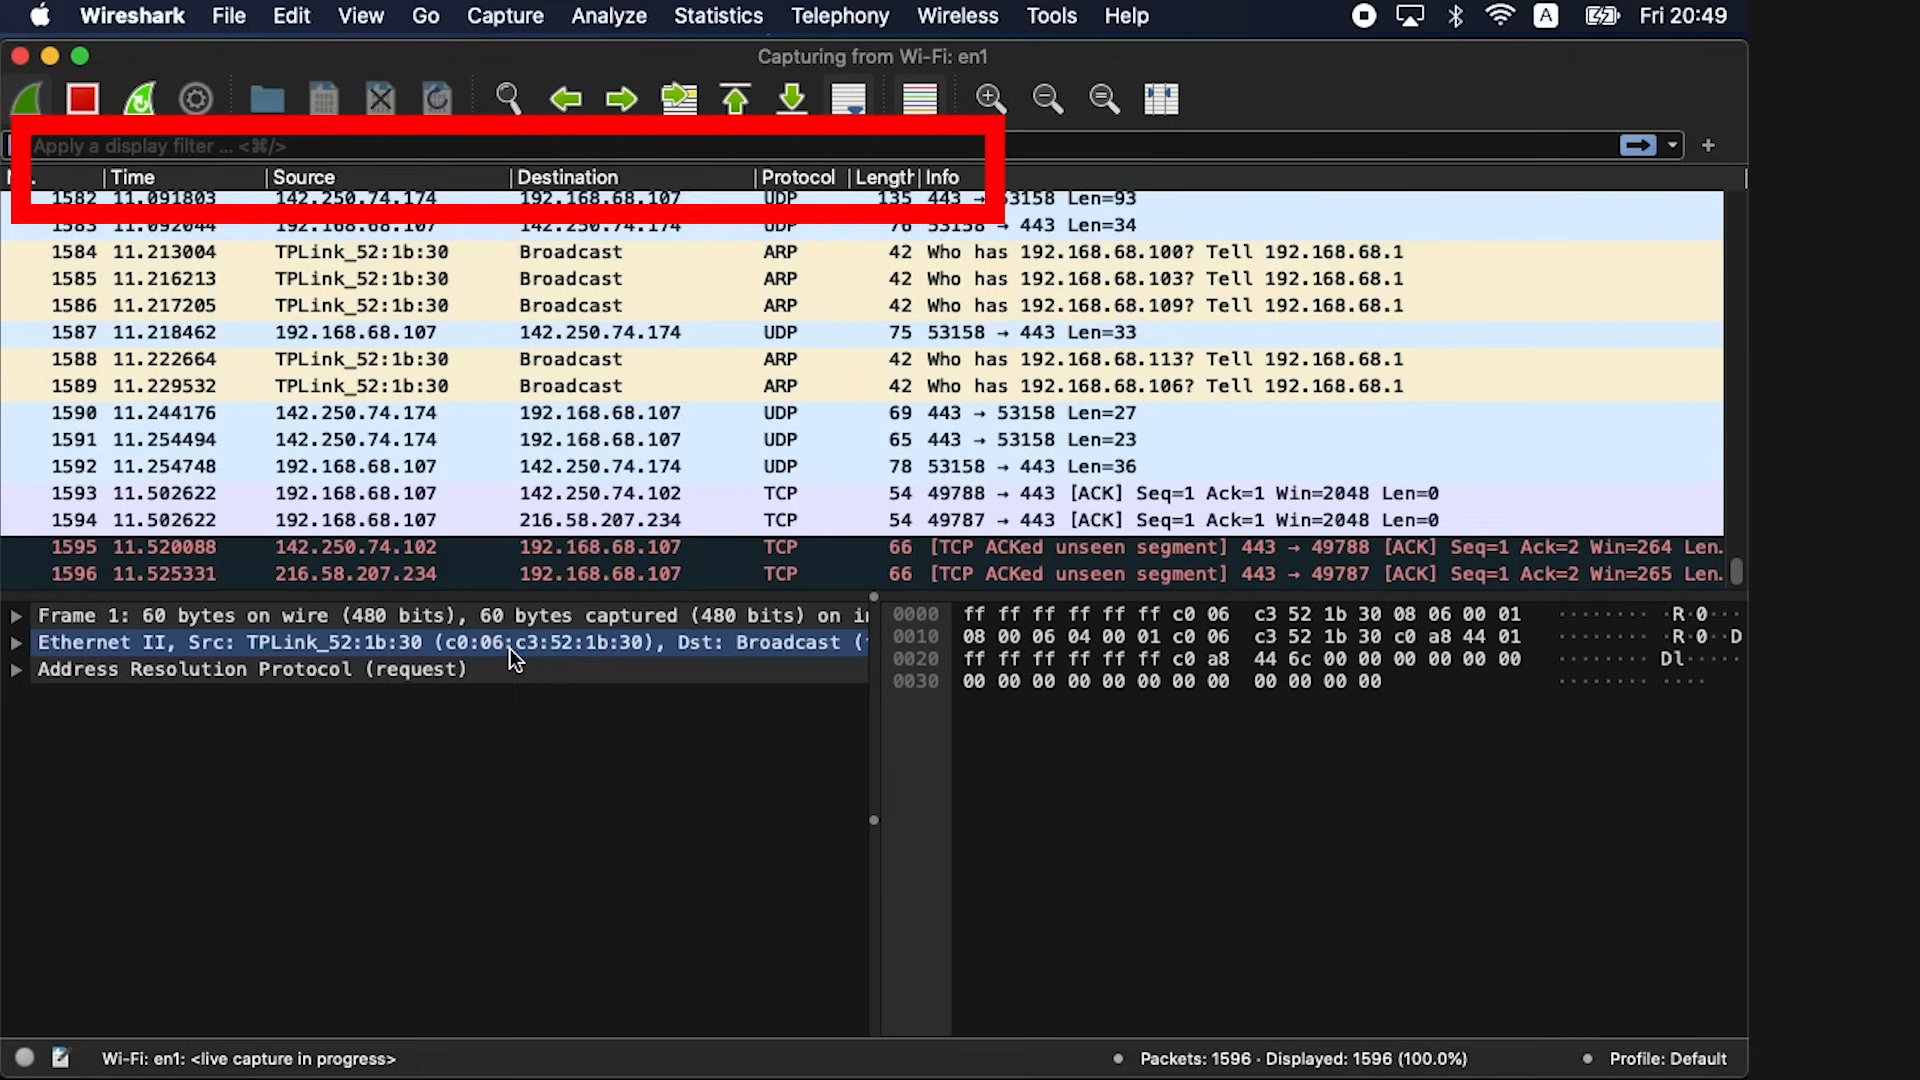 Wireshark File Edit View Go Capture Analyze Statistics Telephony Wireless Tools Help A Fri 20:49
Capturing from Wi-Fi: en1
Apply a display filter ... <⌘/>
Time Source Destination Protocol Length Info
1582 11.091803 142.250.74.174 192.168.68.107 UDP 135 443 → 53158 Len=93
1583 11.092044 192.168.68.107 142.250.74.174 UDP 76 53158 → 443 Len=34
1584 11.213004 TPLink_52:1b:30 Broadcast ARP 42 Who has 192.168.68.100? Tell 192.168.68.1
1585 11.216213 TPLink_52:1b:30 Broadcast ARP 42 Who has 192.168.68.103? Tell 192.168.68.1
1586 11.217205 TPLink_52:1b:30 Broadcast ARP 42 Who has 192.168.68.109? Tell 192.168.68.1
1587 11.218462 192.168.68.107 142.250.74.174 UDP 75 53158 → 443 Len=33
1588 11.222664 TPLink_52:1b:30 Broadcast ARP 42 Who has 192.168.68.113? Tell 192.168.68.1
1589 11.229532 TPLink_52:1b:30 Broadcast ARP 42 Who has 192.168.68.106? Tell 192.168.68.1
1590 11.244176 142.250.74.174 192.168.68.107 UDP 69 443 → 53158 Len=27
1591 11.254494 142.250.74.174 192.168.68.107 UDP 65 443 → 53158 Len=23
1592 11.254748 192.168.68.107 142.250.74.174 UDP 78 53158 → 443 Len=36
1593 11.502622 192.168.68.107 142.250.74.102 TCP 54 49788 → 443 [ACK] Seq=1 Ack=1 Win=2048 Len=0
1594 11.502622 192.168.68.107 216.58.207.234 TCP 54 49787 → 443 [ACK] Seq=1 Ack=1 Win=2048 Len=0
1595 11.520088 142.250.74.102 192.168.68.107 TCP 66 [TCP ACKed unseen segment] 443 → 49788 [ACK] Seq=1 Ack=2 Win=264 Len.
1596 11.525331 216.58.207.234 192.168.68.107 TCP 66 [TCP ACKed unseen segment] 443 → 49787 [ACK] Seq=1 Ack=2 Win=265 Len.
Frame 1: 60 bytes on wire (480 bits), 60 bytes captured (480 bits) on i
Ethernet II, Src: TPLink_52:1b:30 (c0:06:c3:52:1b:30), Dst: Broadcast (
Address Resolution Protocol (request)
0000 ff ff ff ff ff ff c0 06 c3 52 1b 30 08 06 00 01 ········ ·R·0····
0010 08 00 06 04 00 01 c0 06 c3 52 1b 30 c0 a8 44 01 ········ ·R·0··D
0020 ff ff ff ff ff ff c0 a8 44 6c 00 00 00 00 00 00 ········ Dl······
0030 00 00 00 00 00 00 00 00 00 00 00 00 ········ ····
Wi-Fi: en1: <live capture in progress> Packets: 1596 · Displayed: 1596 (100.0%) Profile: Default